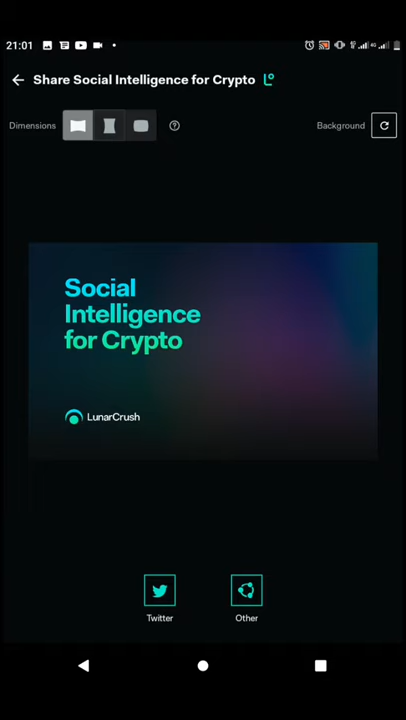 21:01
Share Social Intelligence for Crypto
Dimensions
Background
Social
Intelligence
for Crypto
LunarCrush
Twitter
Other